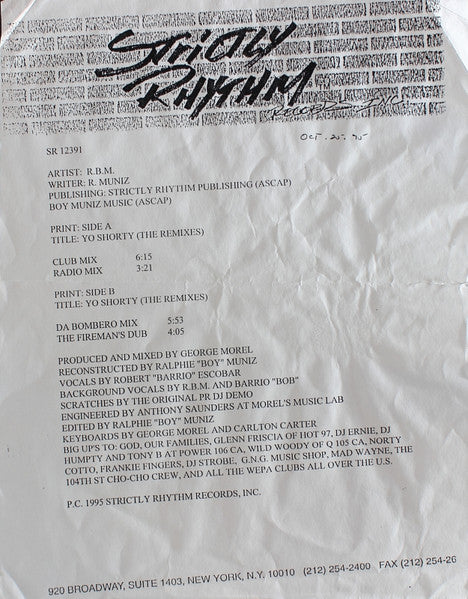 STRICTLY
RHYTHM
RECORDS INC.
OCT. 25. 95
SR 12391
ARTIST: R.B.M.
WRITER: R. MUNIZ
PUBLISHING: STRICTLY RHYTHM PUBLISHING (ASCAP)
BOY MUNIZ MUSIC (ASCAP)
PRINT: SIDE A
TITLE: YO SHORTY (THE REMIXES)
CLUB MIX 6:15
RADIO MIX 3:21
PRINT: SIDE B
TITLE: YO SHORTY (THE REMIXES)
DA BOMBERO MIX 5:53
THE FIREMAN'S DUB 4:05
PRODUCED AND MIXED BY GEORGE MOREL
RECONSTRUCTED BY RALPHIE "BOY" MUNIZ
VOCALS BY ROBERT "BARRIO" ESCOBAR
BACKGROUND VOCALS BY R.B.M. AND BARRIO "BOB"
SCRATCHES BY THE ORIGINAL PR DJ DEMO
ENGINEERED BY ANTHONY SAUNDERS AT MOREL'S MUSIC LAB
EDITED BY RALPHIE "BOY" MUNIZ
KEYBOARDS BY GEORGE MOREL AND CARLTON CARTER
BIG UP'S TO: GOD, OUR FAMILIES, GLENN FRISCIA OF HOT 97, DJ ERNIE, DJ
HUMPTY AND TONY B AT POWER 106 CA, WILD WOODY OF Q 105 CA, NORTY
COTTO, FRANKIE FINGERS, DJ STROBE, G.N.G. MUSIC SHOP, MAD WAYNE, THE
104TH ST CHO-CHO CREW, AND ALL THE WEPA CLUBS ALL OVER THE U.S.
P.C. 1995 STRICTLY RHYTHM RECORDS, INC.
920 BROADWAY, SUITE 1403, NEW YORK, N.Y. 10010 (212) 254-2400 FAX (212) 254-26